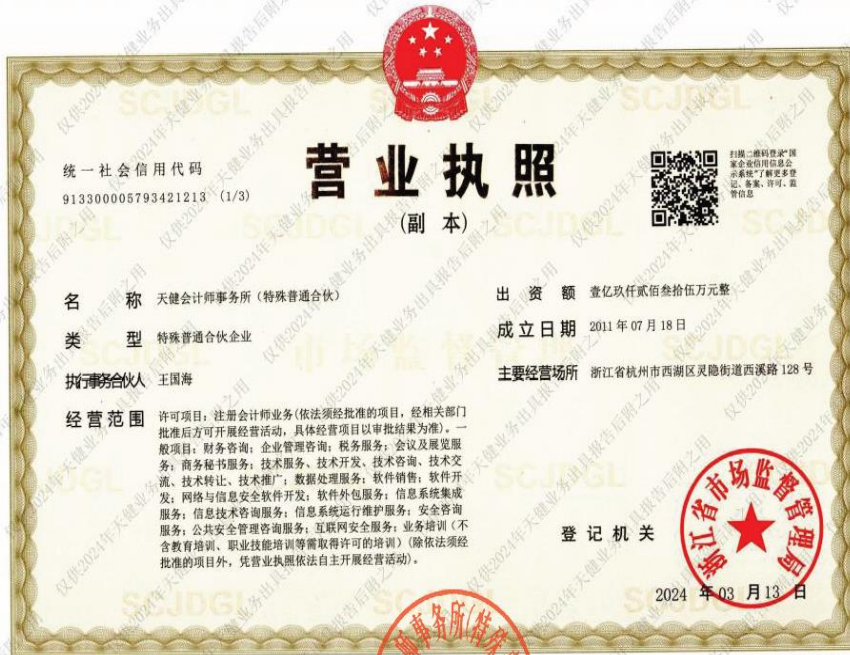 统一社会信用代码
913300005793421213 (1/3)
营业执照
(副 本)
扫描二维码登录“国
家企业信用信息公
示系统”了解更多登
记、备案、许可、监
管信息
名 称 天健会计师事务所（特殊普通合伙）
类 型 特殊普通合伙企业
执行事务合伙人 王国海
经营范围 许可项目：注册会计师业务(依法须经批准的项目，经相关部门
批准后方可开展经营活动，具体经营项目以审批结果为准)。一
般项目：财务咨询；企业管理咨询；税务服务；会议及展览服
务；商务秘书服务；技术服务、技术开发、技术咨询、技术交
流、技术转让、技术推广；数据处理服务；软件销售；软件开
发；网络与信息安全软件开发；软件外包服务；信息系统集成
服务；信息技术咨询服务；信息系统运行维护服务；安全咨询
服务；公共安全管理咨询服务；互联网安全服务；业务培训（不
含教育培训、职业技能培训等需取得许可的培训）(除依法须经
批准的项目外，凭营业执照依法自主开展经营活动)。
出 资 额 壹亿玖仟贰佰叁拾伍万元整
成立日期 2011年07月18日
主要经营场所 浙江省杭州市西湖区灵隐街道西溪路128号
登记机关
浙江省市场监督管理局
2024 年 03 月 13 日
师事务所(特殊
SCJDGL
市场监督管理
仅供2024年天健业务出具报告后附之用